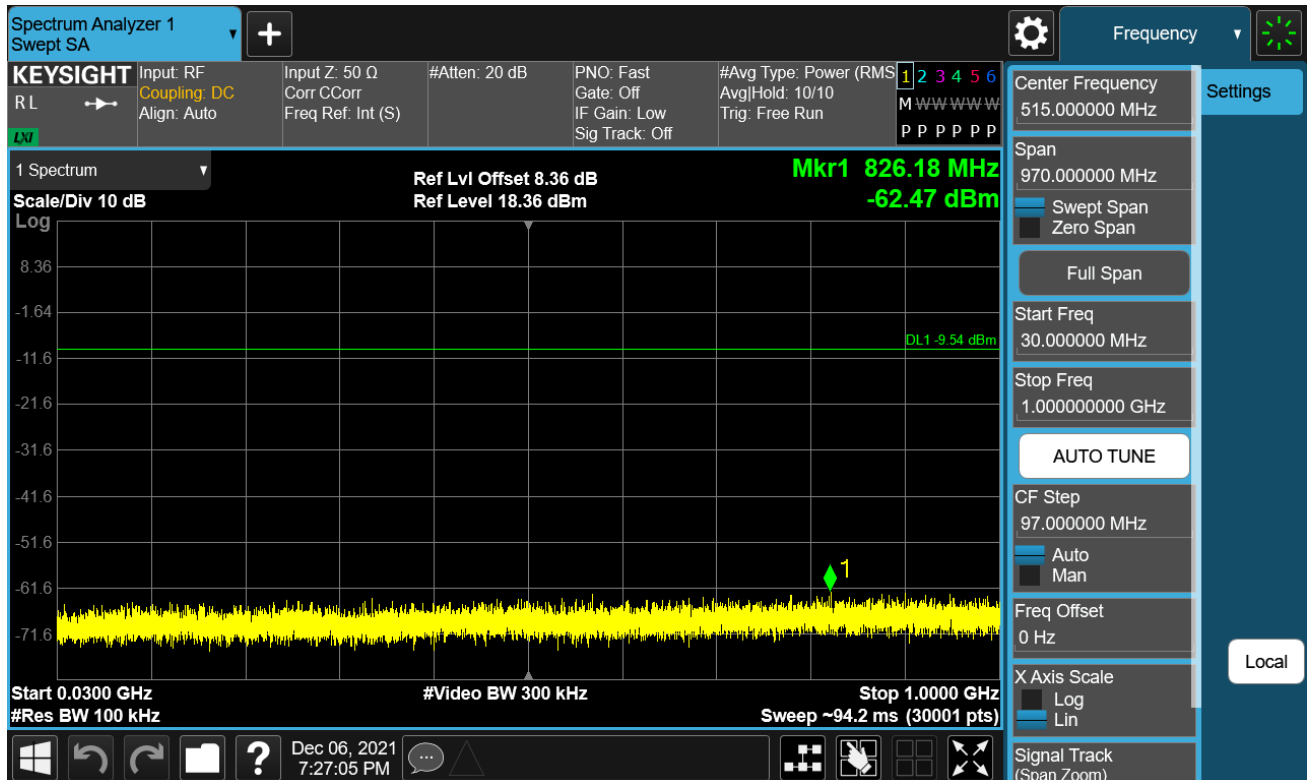 Spectrum Analyzer 1
Swept SA
+
Frequency
KEYSIGHT
R L
LXI
Input: RF
Coupling: DC
Align: Auto
Input Z: 50 Ω
Corr CCorr
Freq Ref: Int (S)
#Atten: 20 dB
PNO: Fast
Gate: Off
IF Gain: Low
Sig Track: Off
#Avg Type: Power (RMS
Avg|Hold: 10/10
Trig: Free Run
1 2 3 4 5 6
M W W W W W
P P P P P P
1 Spectrum
Scale/Div 10 dB
Log
Ref Lvl Offset 8.36 dB
Ref Level 18.36 dBm
Mkr1 826.18 MHz
-62.47 dBm
8.36
-1.64
DL1 -9.54 dBm
-11.6
-21.6
-31.6
-41.6
-51.6
1
-61.6
-71.6
Start 0.0300 GHz
#Res BW 100 kHz
#Video BW 300 kHz
Stop 1.0000 GHz
Sweep ~94.2 ms (30001 pts)
?
Dec 06, 2021
7:27:05 PM
Center Frequency
515.000000 MHz
Span
970.000000 MHz
Swept Span
Zero Span
Full Span
Start Freq
30.000000 MHz
Stop Freq
1.000000000 GHz
AUTO TUNE
CF Step
97.000000 MHz
Auto
Man
Freq Offset
0 Hz
X Axis Scale
Log
Lin
Signal Track
(Span Zoom)
Settings
Local